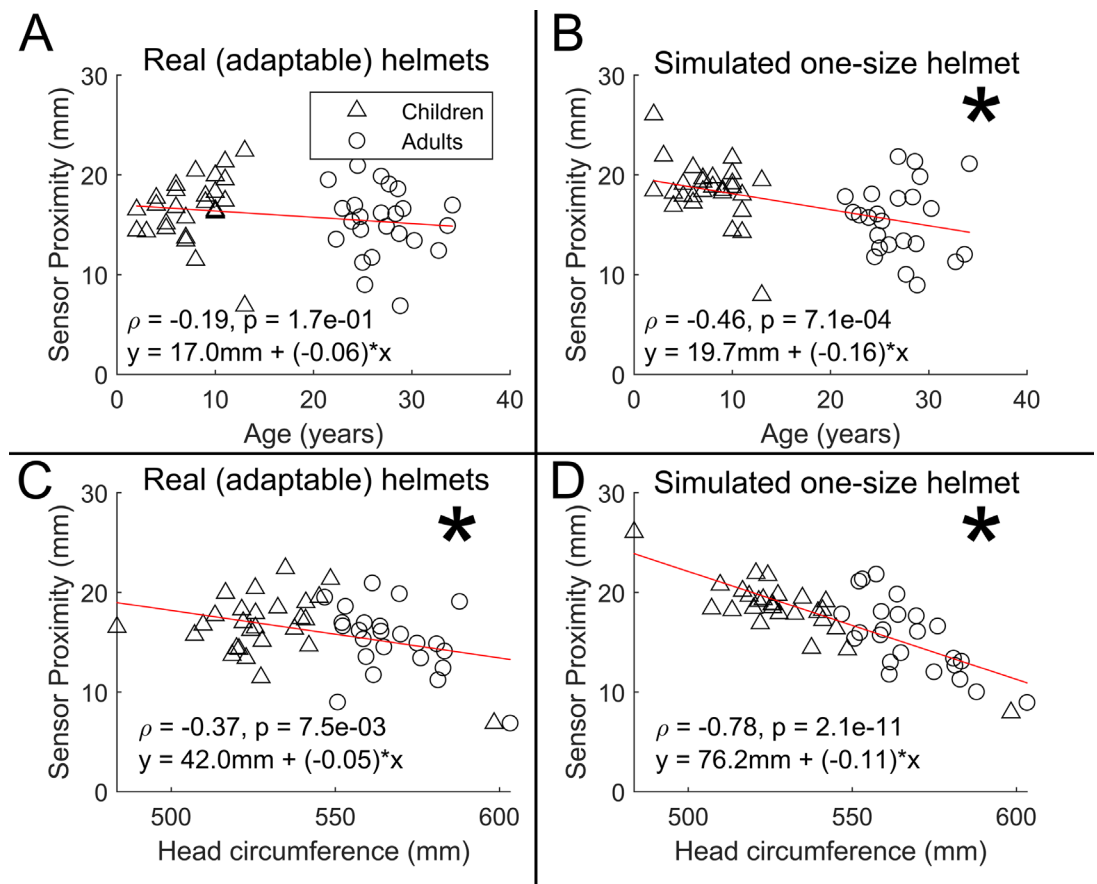 A
Real (adaptable) helmets
Sensor Proximity (mm)
30
20
10
0
Children
Adults
ρ = -0.19, p = 1.7e-01
y = 17.0mm + (-0.06)*x
0 10 20 30 40
Age (years)
B
Simulated one-size helmet
*
Sensor Proximity (mm)
30
20
10
0
ρ = -0.46, p = 7.1e-04
y = 19.7mm + (-0.16)*x
0 10 20 30 40
Age (years)
C
Real (adaptable) helmets
*
Sensor Proximity (mm)
30
20
10
0
ρ = -0.37, p = 7.5e-03
y = 42.0mm + (-0.05)*x
500 550 600
Head circumference (mm)
D
Simulated one-size helmet
*
Sensor Proximity (mm)
30
20
10
0
ρ = -0.78, p = 2.1e-11
y = 76.2mm + (-0.11)*x
500 550 600
Head circumference (mm)